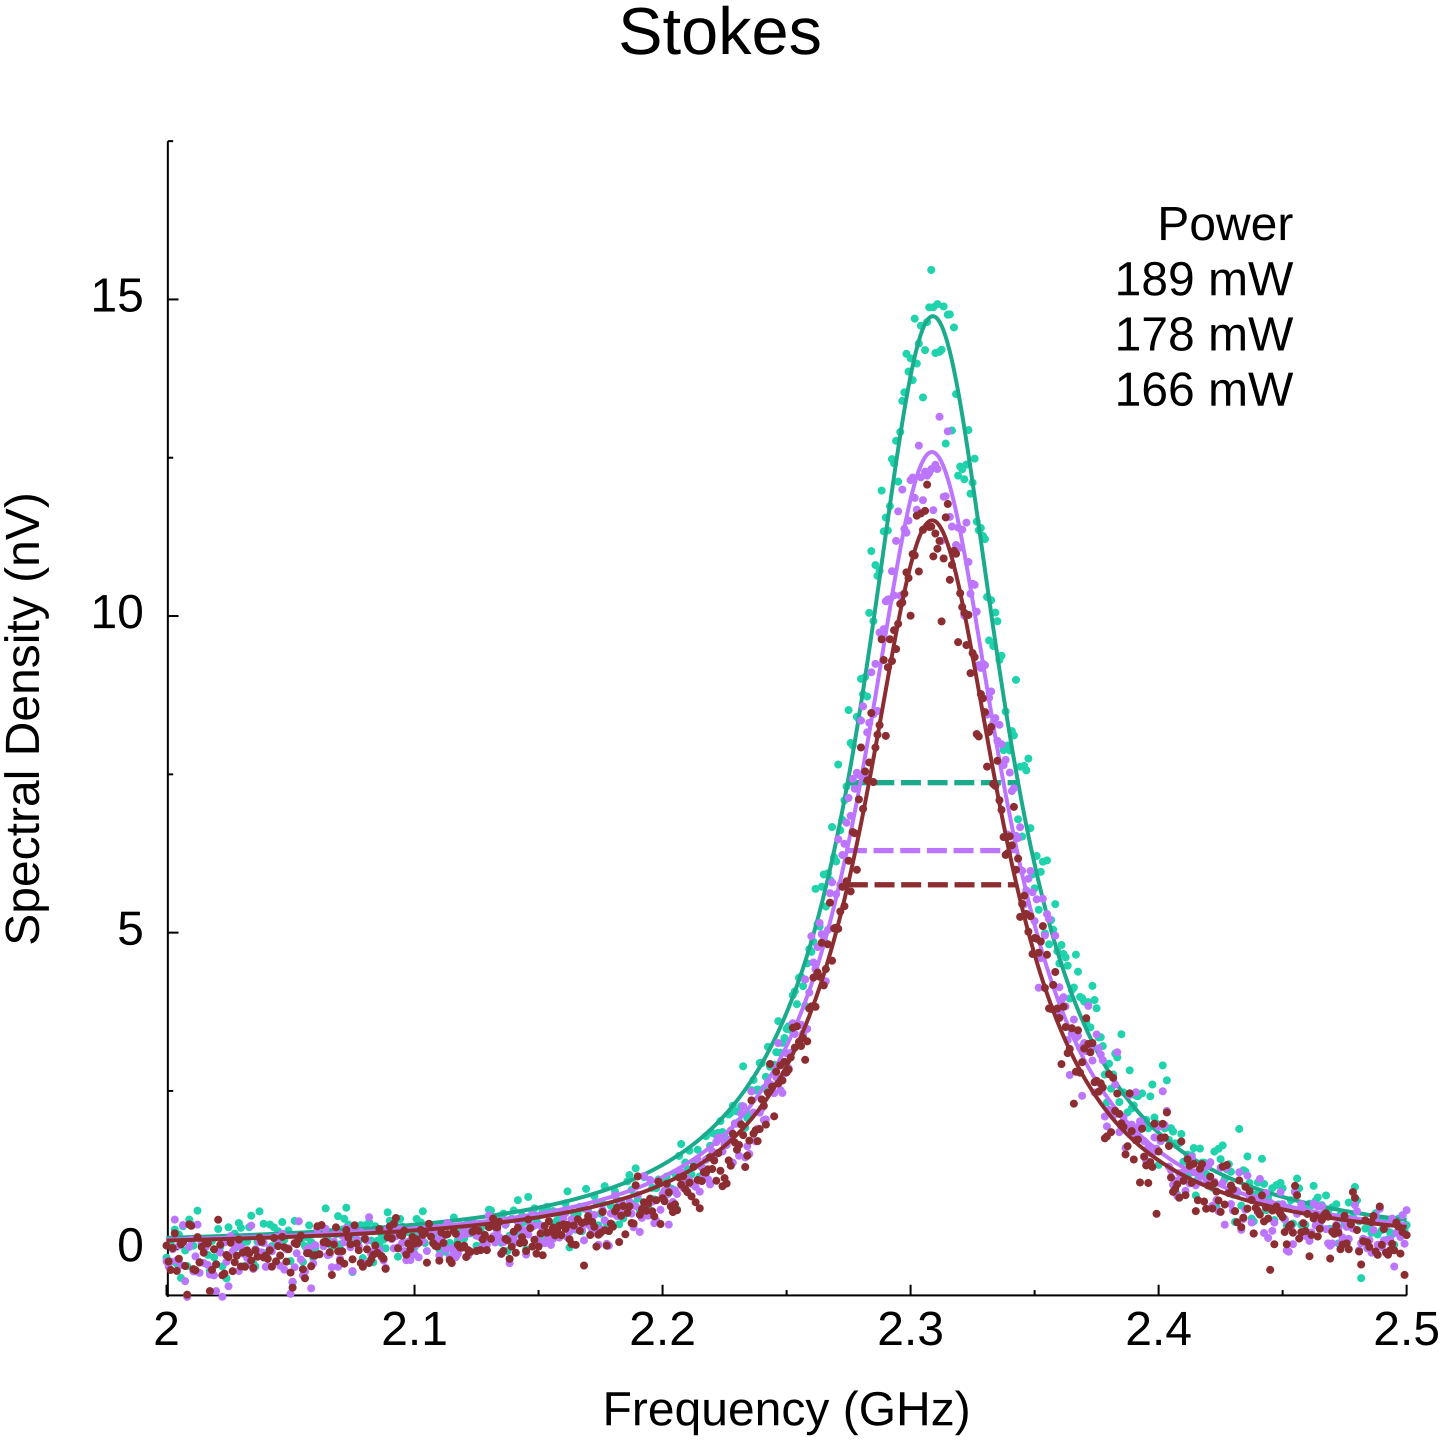 Stokes
Power
189 mW
178 mW
166 mW
15
10
5
0
Spectral Density (nV)
2 2.1 2.2 2.3 2.4 2.5
Frequency (GHz)